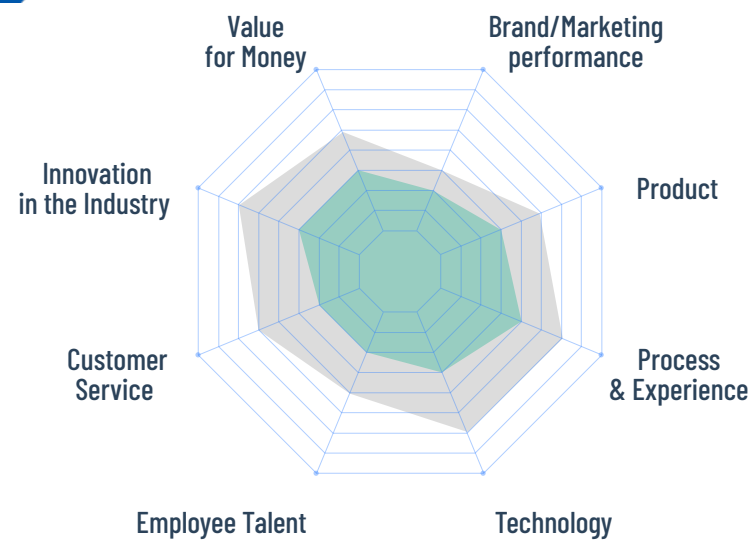 Value
for Money
Brand/Marketing
performance
Innovation
in the Industry
Product
Customer
Service
Process
& Experience
Employee Talent
Technology